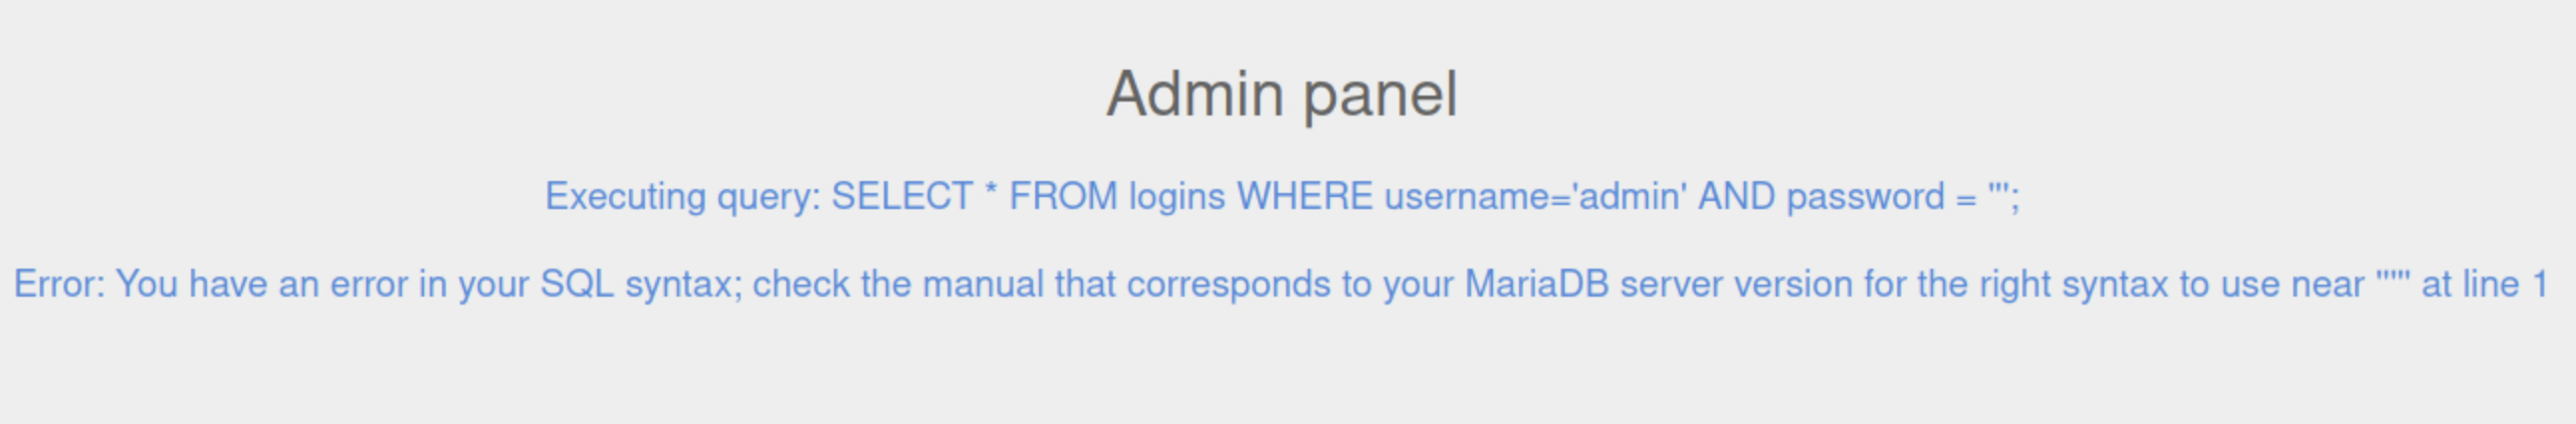 Admin panel
Executing query: SELECT * FROM logins WHERE username='admin' AND password = ''';
Error: You have an error in your SQL syntax; check the manual that corresponds to your MariaDB server version for the right syntax to use near ''''' at line 1